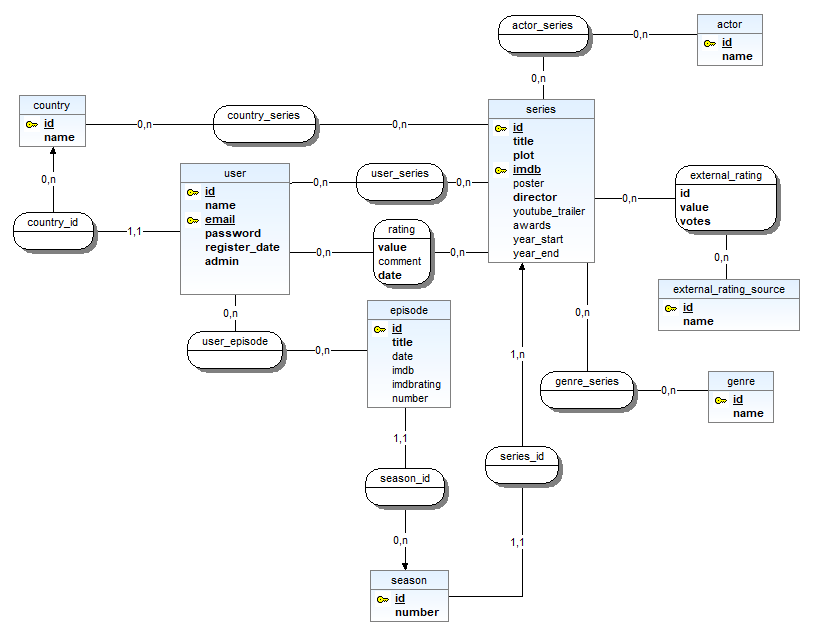 actor_series
0,n
actor
id
name
0,n
country
id
name
0,n
country_series
0,n
series
id
title
plot
imdb
poster
director
youtube_trailer
awards
year_start
year_end
0,n
user
id
name
email
password
register_date
admin
0,n
user_series
0,n
external_rating
id
value
votes
0,n
country_id
1,1
0,n
rating
value
comment
date
0,n
0,n
external_rating_source
id
name
0,n
user_episode
0,n
episode
id
title
date
imdb
imdbrating
number
0,n
1,n
genre_series
0,n
genre
id
name
1,1
series_id
season_id
0,n
1,1
season
id
number